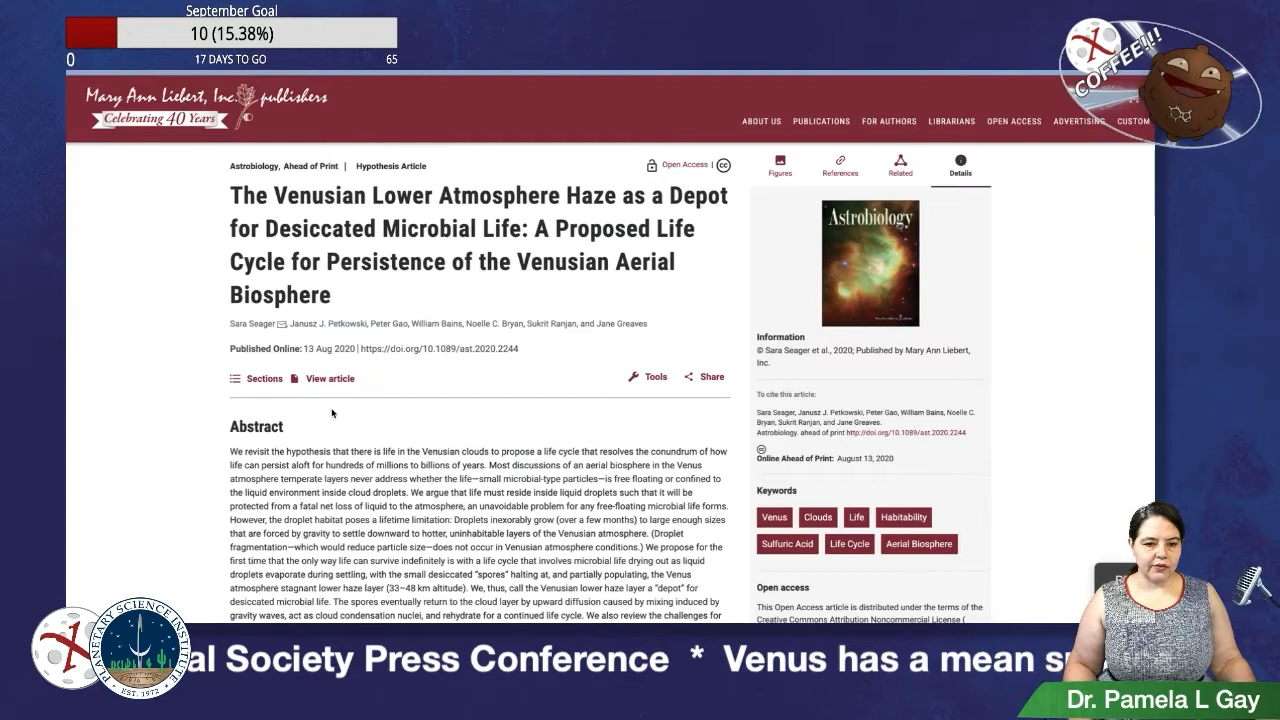 September Goal
10 (15.38%)
0 17 DAYS TO GO 65
COFFEE!!!
Mary Ann Liebert, Inc. publishers
Celebrating 40 Years
ABOUT US PUBLICATIONS FOR AUTHORS LIBRARIANS OPEN ACCESS ADVERTISING CUSTOM
Astrobiology, Ahead of Print | Hypothesis Article
Open Access | cc
The Venusian Lower Atmosphere Haze as a Depot
for Desiccated Microbial Life: A Proposed Life
Cycle for Persistence of the Venusian Aerial
Biosphere
Sara Seager, Janusz J. Petkowski, Peter Gao, William Bains, Noelle C. Bryan, Sukrit Ranjan, and Jane Greaves
Published Online: 13 Aug 2020 | https://doi.org/10.1089/ast.2020.2244
Sections View article
Tools Share
Abstract
We revisit the hypothesis that there is life in the Venusian clouds to propose a life cycle that resolves the conundrum of how
life can persist aloft for hundreds of millions to billions of years. Most discussions of an aerial biosphere in the Venus
atmosphere temperate layers never address whether the life—small microbial-type particles—is free floating or confined to
the liquid environment inside cloud droplets. We argue that life must reside inside liquid droplets such that it will be
protected from a fatal net loss of liquid to the atmosphere, an unavoidable problem for any free-floating microbial life forms.
However, the droplet habitat poses a lifetime limitation: Droplets inexorably grow (over a few months) to large enough sizes
that are forced by gravity to settle downward to hotter, uninhabitable layers of the Venusian atmosphere. (Droplet
fragmentation—which would reduce particle size—does not occur in Venusian atmosphere conditions.) We propose for the
first time that the only way life can survive indefinitely is with a life cycle that involves microbial life drying out as liquid
droplets evaporate during settling, with the small desiccated “spores” halting at, and partially populating, the Venus
atmosphere stagnant lower haze layer (33–48 km altitude). We, thus, call the Venusian lower haze layer a “depot” for
desiccated microbial life. The spores eventually return to the cloud layer by upward diffusion caused by mixing induced by
gravity waves, act as cloud condensation nuclei, and rehydrate for a continued life cycle. We also review the challenges for
Figures References Related Details
Astrobiology
Information
© Sara Seager et al., 2020; Published by Mary Ann Liebert,
Inc.
To cite this article:
Sara Seager, Janusz J. Petkowski, Peter Gao, William Bains, Noelle C.
Bryan, Sukrit Ranjan, and Jane Greaves.
Astrobiology. ahead of print http://doi.org/10.1089/ast.2020.2244
cc
Online Ahead of Print: August 13, 2020
Keywords
Venus Clouds Life Habitability
Sulfuric Acid Life Cycle Aerial Biosphere
Open access
This Open Access article is distributed under the terms of the
Creative Commons Attribution Noncommercial License (
PLANETARY SCIENCE INSTITUTE
EST. 1972
al Society Press Conference * Venus has a mean s
Dr. Pamela L Gay